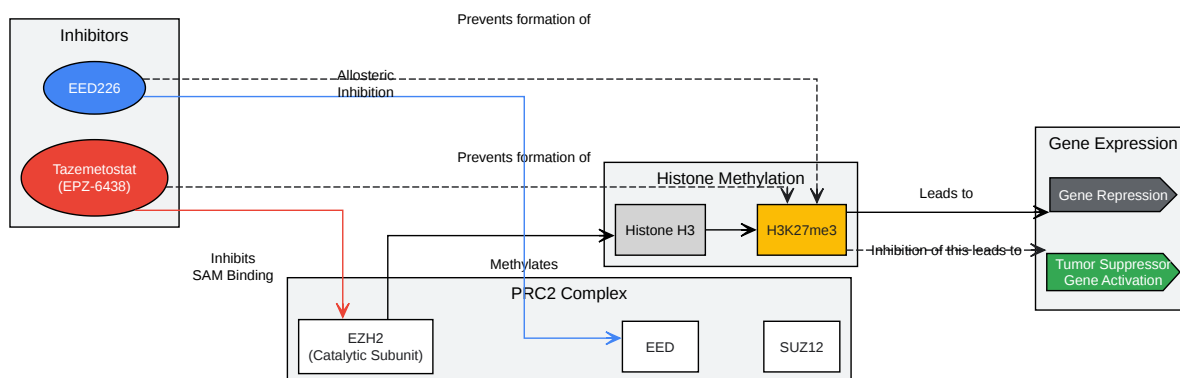 Prevents formation of
Inhibitors
EED226
Allosteric
Inhibition
Tazemetostat
(EPZ-6438)
Prevents formation of
Histone Methylation
Histone H3
H3K27me3
Leads to
Inhibition of this leads to
Gene Expression
Gene Repression
Tumor Suppressor
Gene Activation
Inhibits
SAM Binding
Methylates
PRC2 Complex
EZH2
(Catalytic Subunit)
EED
SUZ12